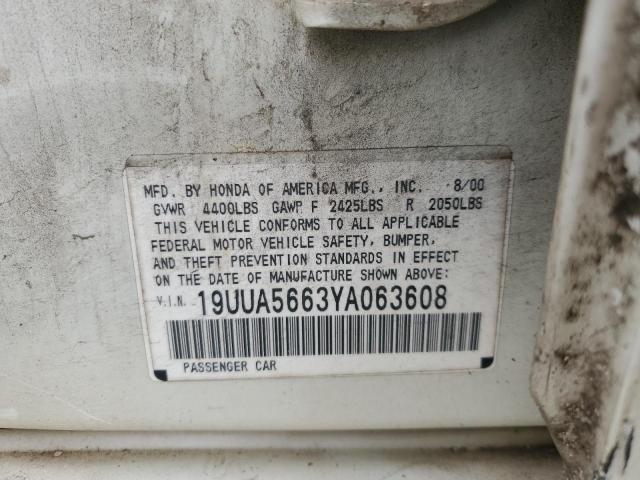 MFD. BY HONDA OF AMERICA MFG., INC. 8/00
GVWR 4400LBS GAWR F 2425LBS R 2050LBS
THIS VEHICLE CONFORMS TO ALL APPLICABLE
FEDERAL MOTOR VEHICLE SAFETY, BUMPER,
AND THEFT PREVENTION STANDARDS IN EFFECT
ON THE DATE OF MANUFACTURE SHOWN ABOVE:
V.I.N. 19UUA5663YA063608
PASSENGER CAR